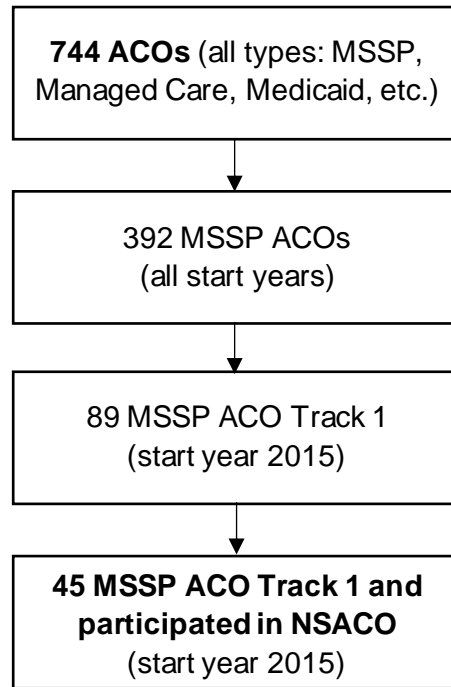 744 ACOs (all types: MSSP,
Managed Care, Medicaid, etc.)
392 MSSP ACOs
(all start years)
89 MSSP ACO Track 1
(start year 2015)
45 MSSP ACO Track 1 and
participated in NSACO
(start year 2015)